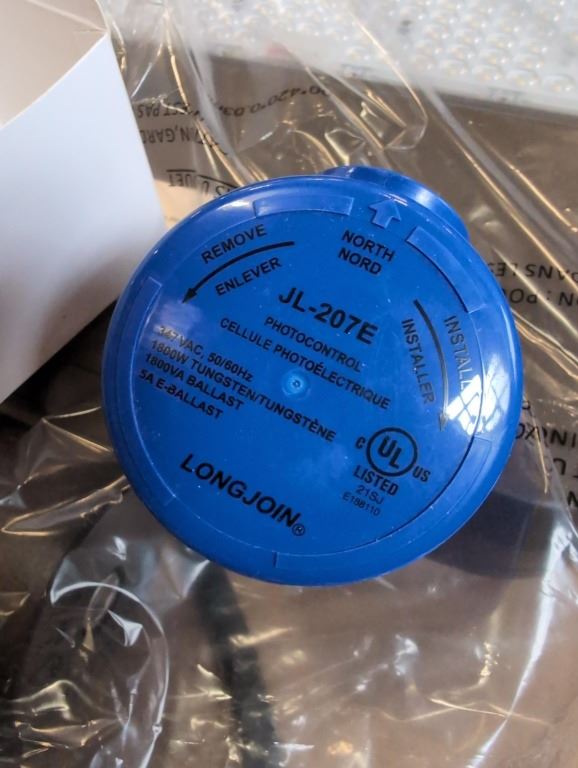 REMOVE
ENLEVER
NORTH
NORD
INSTALL
INSTALLER
JL-207E
PHOTOCONTROL
CELLULE PHOTOÉLECTRIQUE
347VAC, 50/60Hz
1800W TUNGSTEN/TUNGSTÈNE
1800VA BALLAST
5A E-BALLAST
C UL US
LISTED
21SJ
E188110
LONGJOIN®